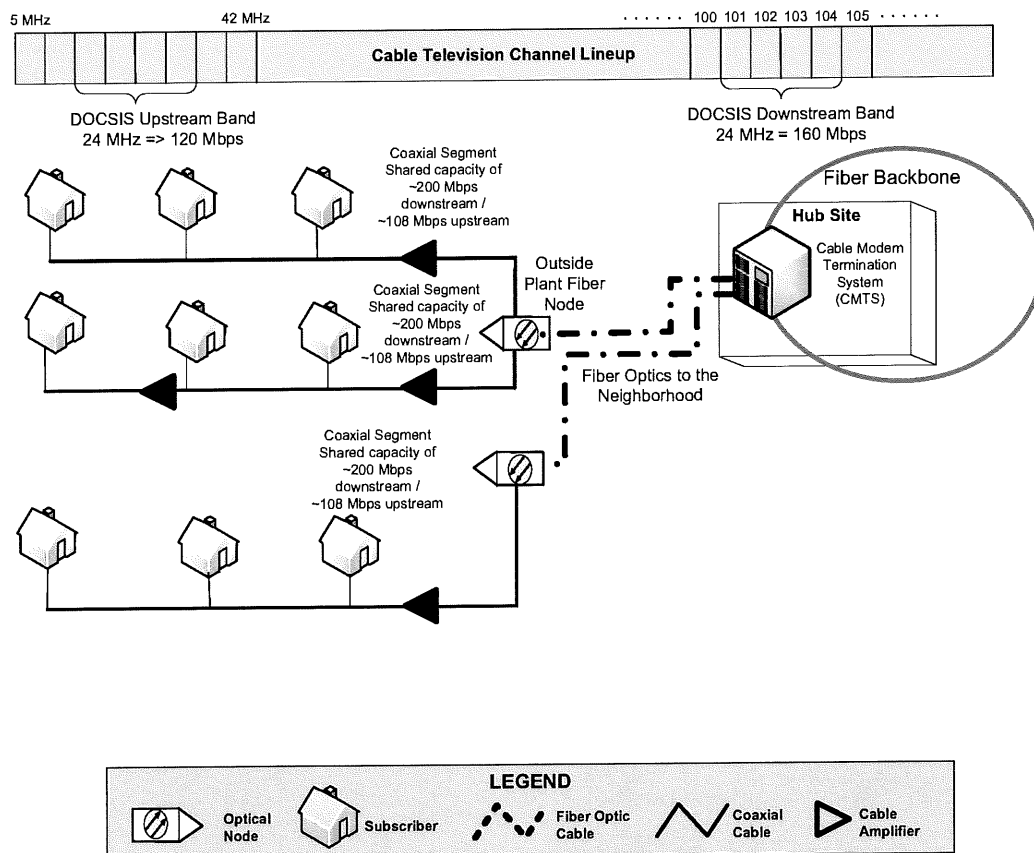 5 MHz
42 MHz
· · · · · · 100 101 102 103 104 105 · · · · · ·
Cable Television Channel Lineup
DOCSIS Upstream Band
24 MHz => 120 Mbps
DOCSIS Downstream Band
24 MHz = 160 Mbps
Coaxial Segment
Shared capacity of
~200 Mbps
downstream /
~108 Mbps upstream
Fiber Backbone
Hub Site
Cable Modem
Termination
System
(CMTS)
Outside
Plant Fiber
Node
Coaxial Segment
Shared capacity of
~200 Mbps
downstream /
~108 Mbps upstream
Fiber Optics to the
Neighborhood
Coaxial Segment
Shared capacity of
~200 Mbps
downstream /
~108 Mbps upstream
LEGEND
Optical
Node
Subscriber
Fiber Optic
Cable
Coaxial
Cable
Cable
Amplifier